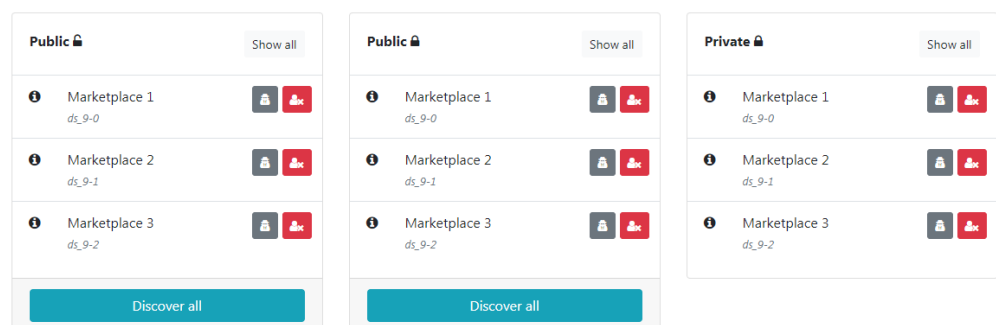 Public
Show all
Marketplace 1
ds_9-0
Marketplace 2
ds_9-1
Marketplace 3
ds_9-2
Discover all
Public
Show all
Marketplace 1
ds_9-0
Marketplace 2
ds_9-1
Marketplace 3
ds_9-2
Discover all
Private
Show all
Marketplace 1
ds_9-0
Marketplace 2
ds_9-1
Marketplace 3
ds_9-2